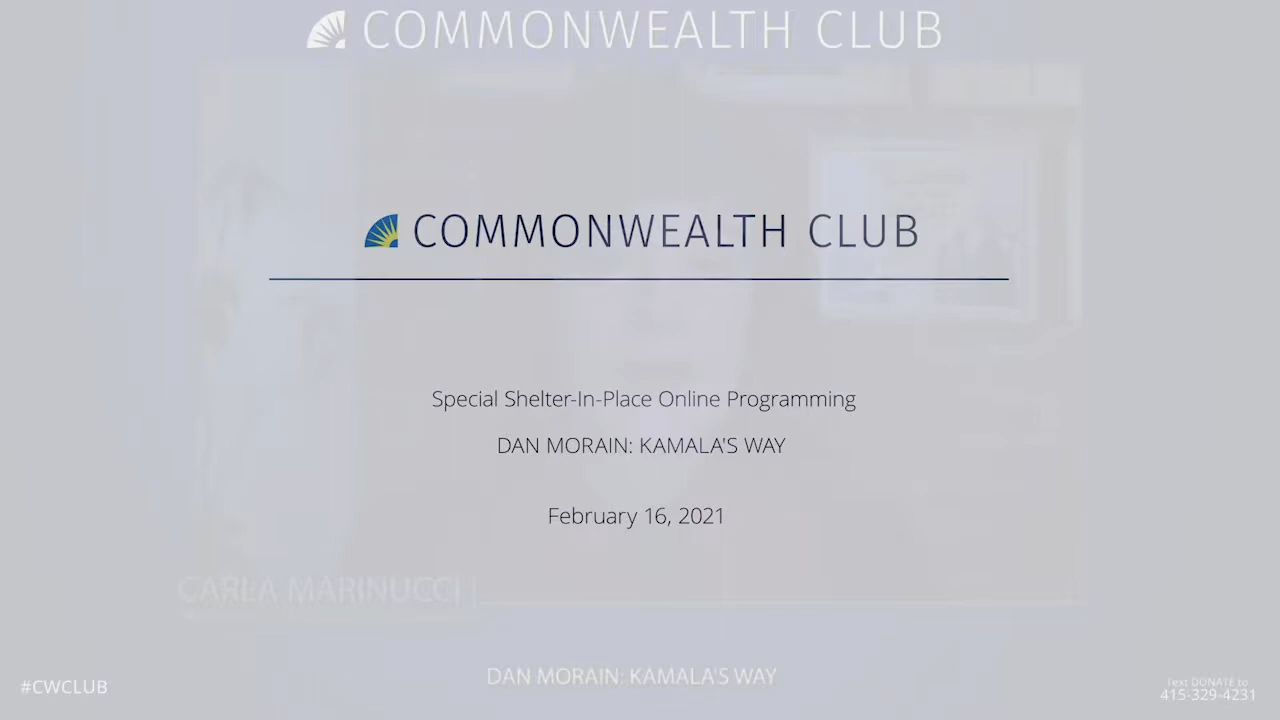 COMMONWEALTH CLUB
COMMONWEALTH CLUB
Special Shelter-In-Place Online Programming
DAN MORAIN: KAMALA'S WAY
February 16, 2021
CARLA MARINUCCI
DAN MORAIN: KAMALA'S WAY
#CWCLUB
Text DONATE to
415-329-4231